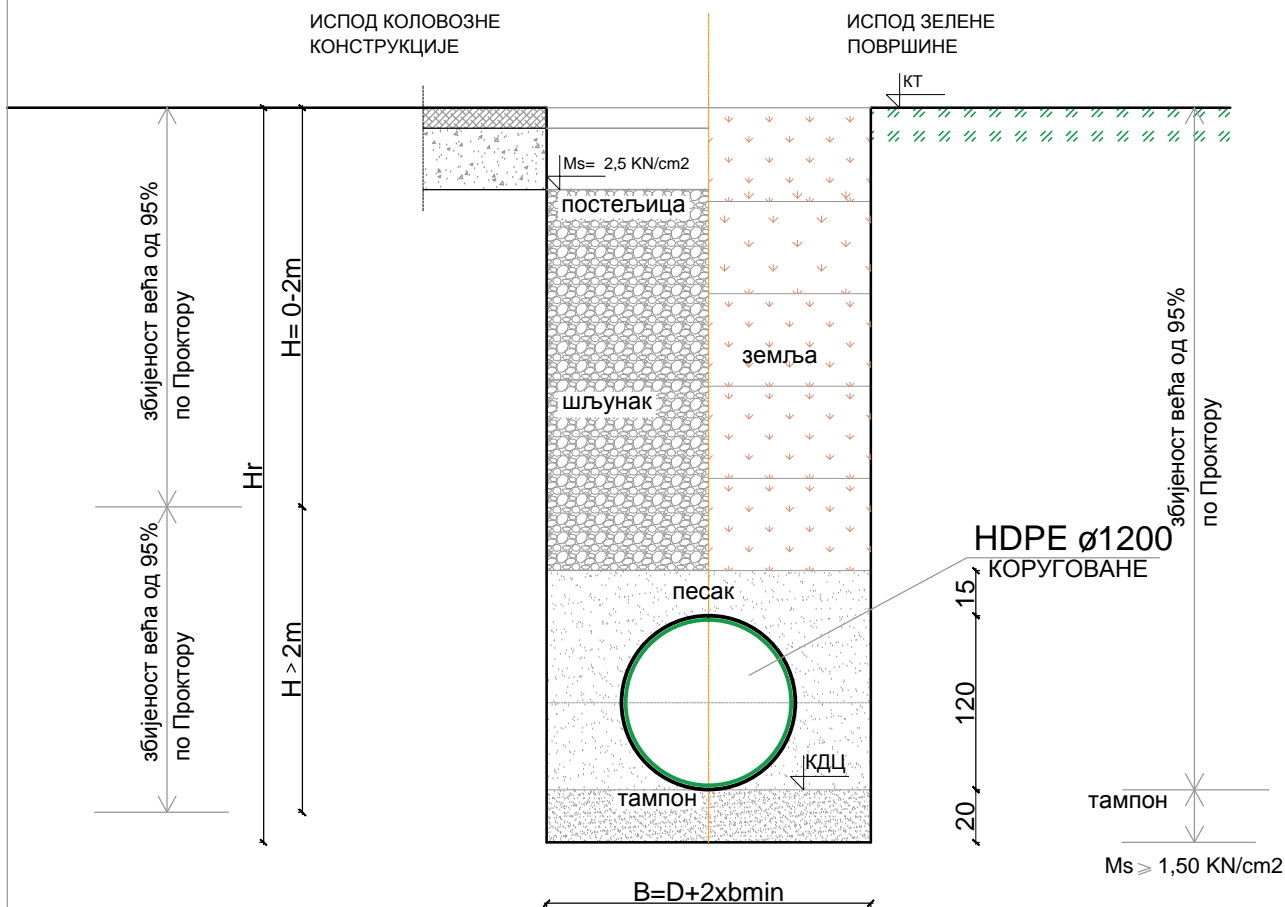 ИСПОД КОЛОВОЗНЕ
КОНСТРУКЦИЈЕ
ИСПОД ЗЕЛЕНЕ
ПОВРШИНЕ
КТ
Ms= 2,5 KN/cm2
постељица
збијеност већа од 95%
по Проктору
H= 0-2m
земља
шљунак
збијеност већа од 95%
по Проктору
Hr
збијеност већа од 95%
по Проктору
H > 2m
HDPE ø1200
КОРУГОВАНЕ
песак
15
120
КДЦ
тампон
20
тампон
Ms ⩾ 1,50 KN/cm2
B=D+2xbmin